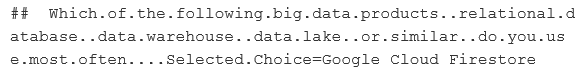 ##  Which.of.the.following.big.data.products..relational.d
atabase..data.warehouse..data.lake..or.similar..do.you.us
e.most.often....Selected.Choice=Google Cloud Firestore